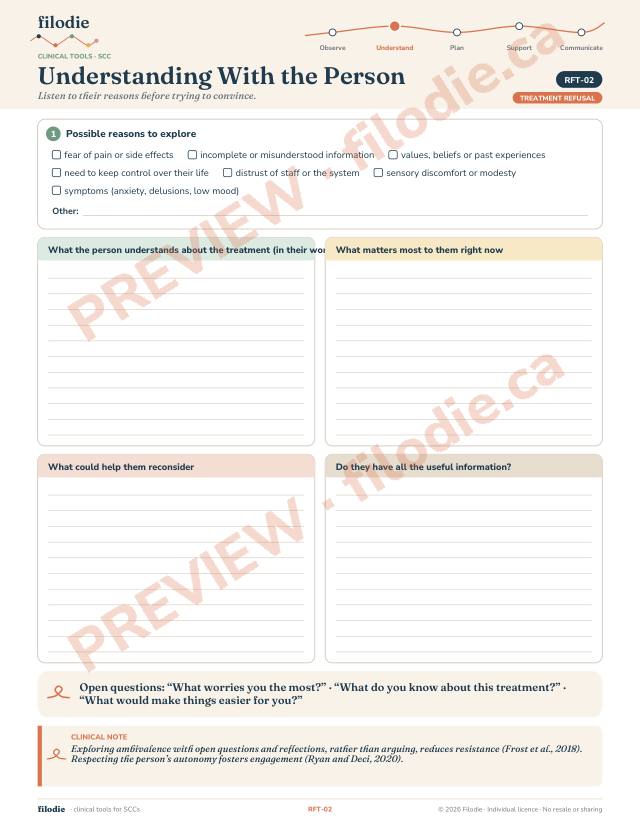 filodie
CLINICAL TOOLS · SCC
Observe Understand Plan Support Communicate
Understanding With the Person
Listen to their reasons before trying to convince.
RFT-02
TREATMENT REFUSAL
1 Possible reasons to explore
fear of pain or side effects incomplete or misunderstood information values, beliefs or past experiences
need to keep control over their life distrust of staff or the system sensory discomfort or modesty
symptoms (anxiety, delusions, low mood)
Other:
What the person understands about the treatment (in their wor
What matters most to them right now
What could help them reconsider
Do they have all the useful information?
Open questions: “What worries you the most?” · “What do you know about this treatment?” ·
“What would make things easier for you?”
CLINICAL NOTE
Exploring ambivalence with open questions and reflections, rather than arguing, reduces resistance (Frost et al., 2018).
Respecting the person’s autonomy fosters engagement (Ryan and Deci, 2020).
filodie · clinical tools for SCCs RFT-02 © 2026 Filodie · Individual licence · No resale or sharing
PREVIEW · filodie.ca
PREVIEW · filodie.ca